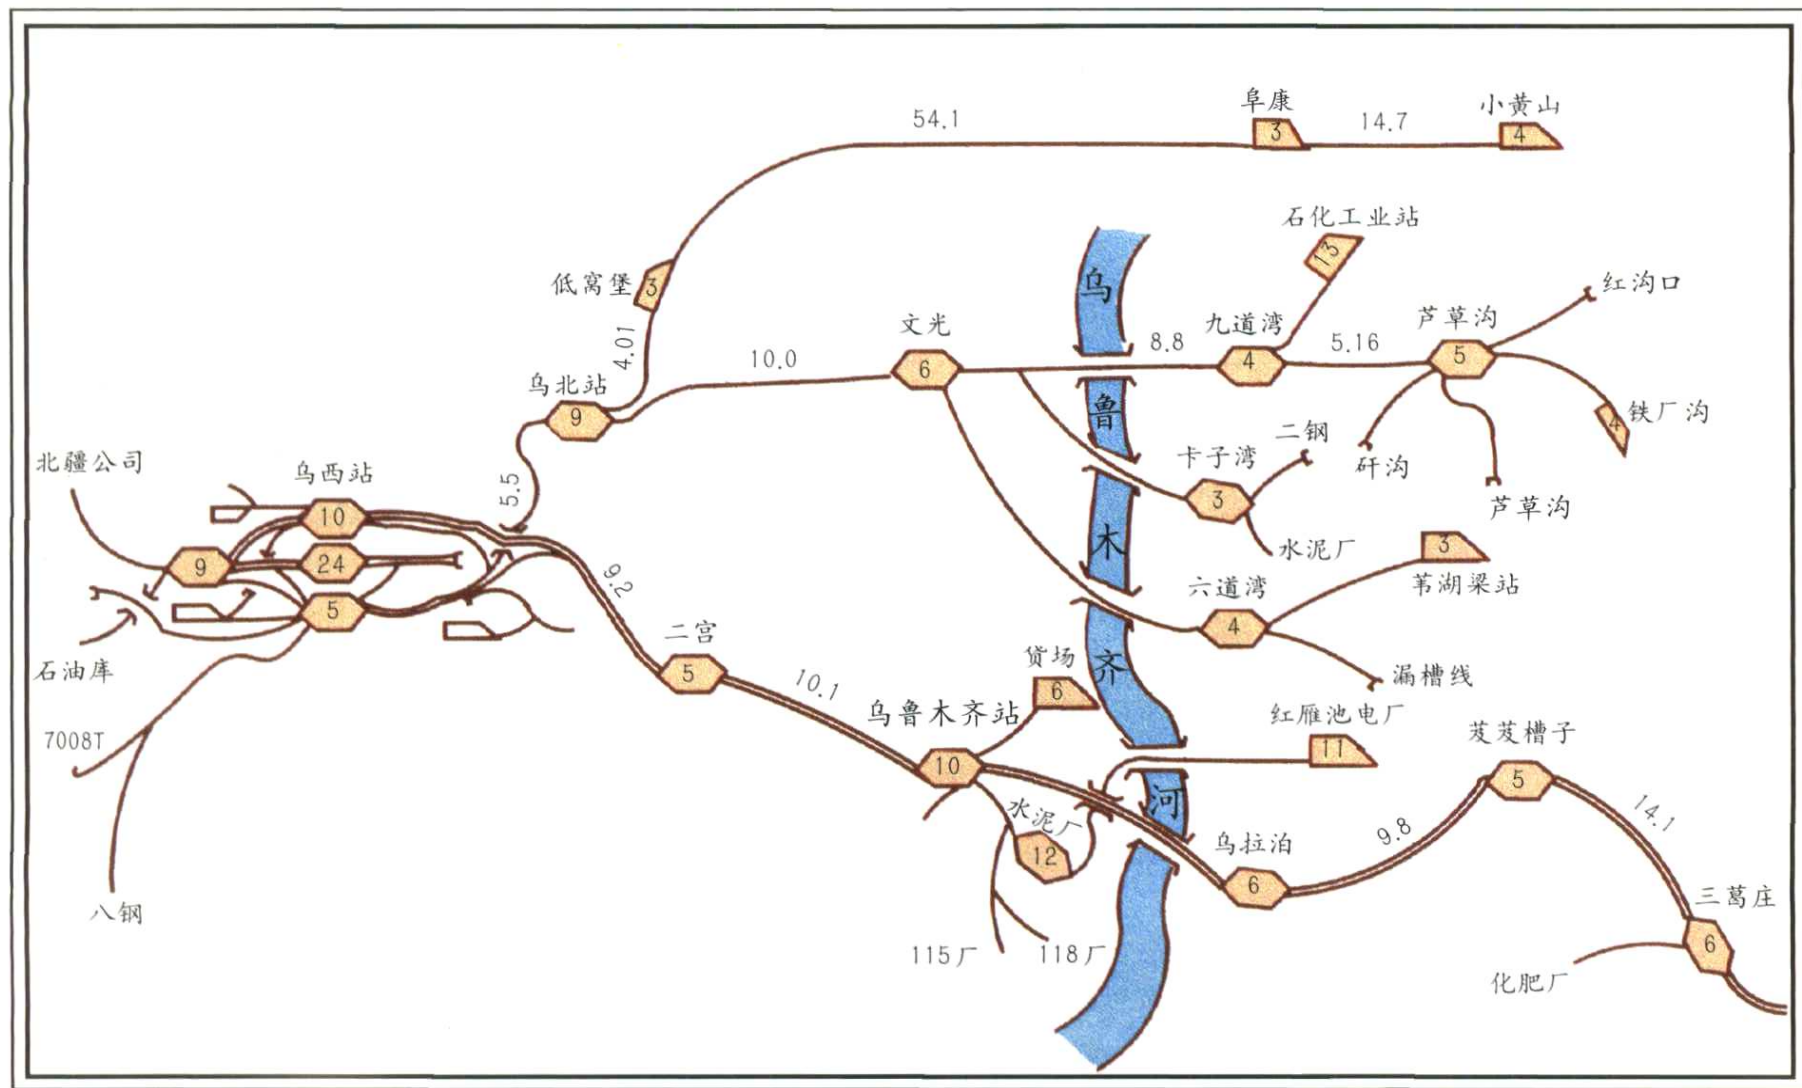 54.1
阜康
3
14.7
小黄山
4
石化工业站
13
低窝堡
3
4.01
乌北站
9
10.0
文光
6
8.8
九道湾
4
5.16
芦草沟
5
红沟口
铁厂沟
4
矸沟
芦草沟
二钢
卡子湾
3
水泥厂
乌鲁木齐河
5.5
北疆公司
乌西站
10
9
24
5
石油库
7008T
八钢
9.2
二宫
5
10.1
六道湾
4
3
苇湖梁站
漏槽线
货场
6
乌鲁木齐站
10
红雁池电厂
11
水泥厂
12
115厂
118厂
乌拉泊
6
9.8
芨芨槽子
5
14.1
三葛庄
6
化肥厂